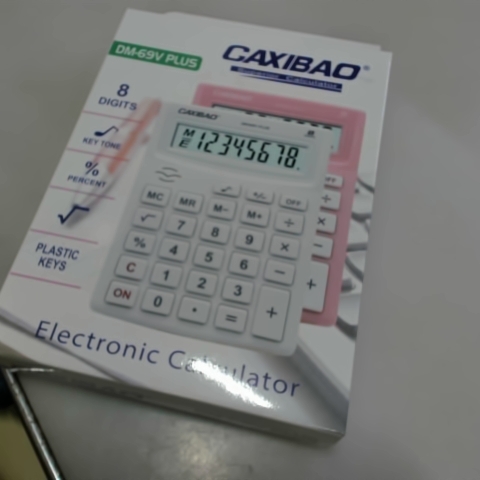 DM-69V PLUS
CAXIBAO®
8
DIGITS
KEY TONE
%
PERCENT
√
PLASTIC
KEYS
CAXIBAO
M
E 12345678.
+/- OFF
MC MR M- M+ ÷
√ 7 8 9 ×
% 4 5 6 -
C 1 2 3 +
ON 0 . =
Electronic Calculator